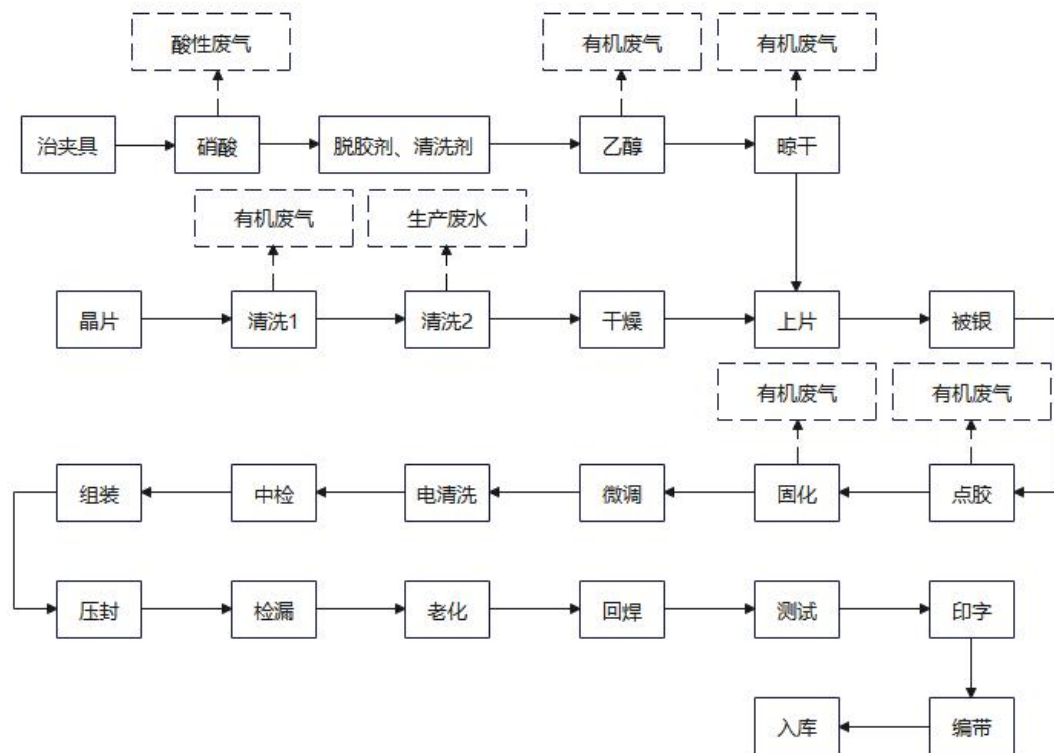 酸性废气
有机废气
有机废气
治夹具
硝酸
脱胶剂、清洗剂
乙醇
晾干
有机废气
生产废水
晶片
清洗1
清洗2
干燥
上片
被银
有机废气
有机废气
组装
中检
电清洗
微调
固化
点胶
压封
检漏
老化
回焊
测试
印字
入库
编带